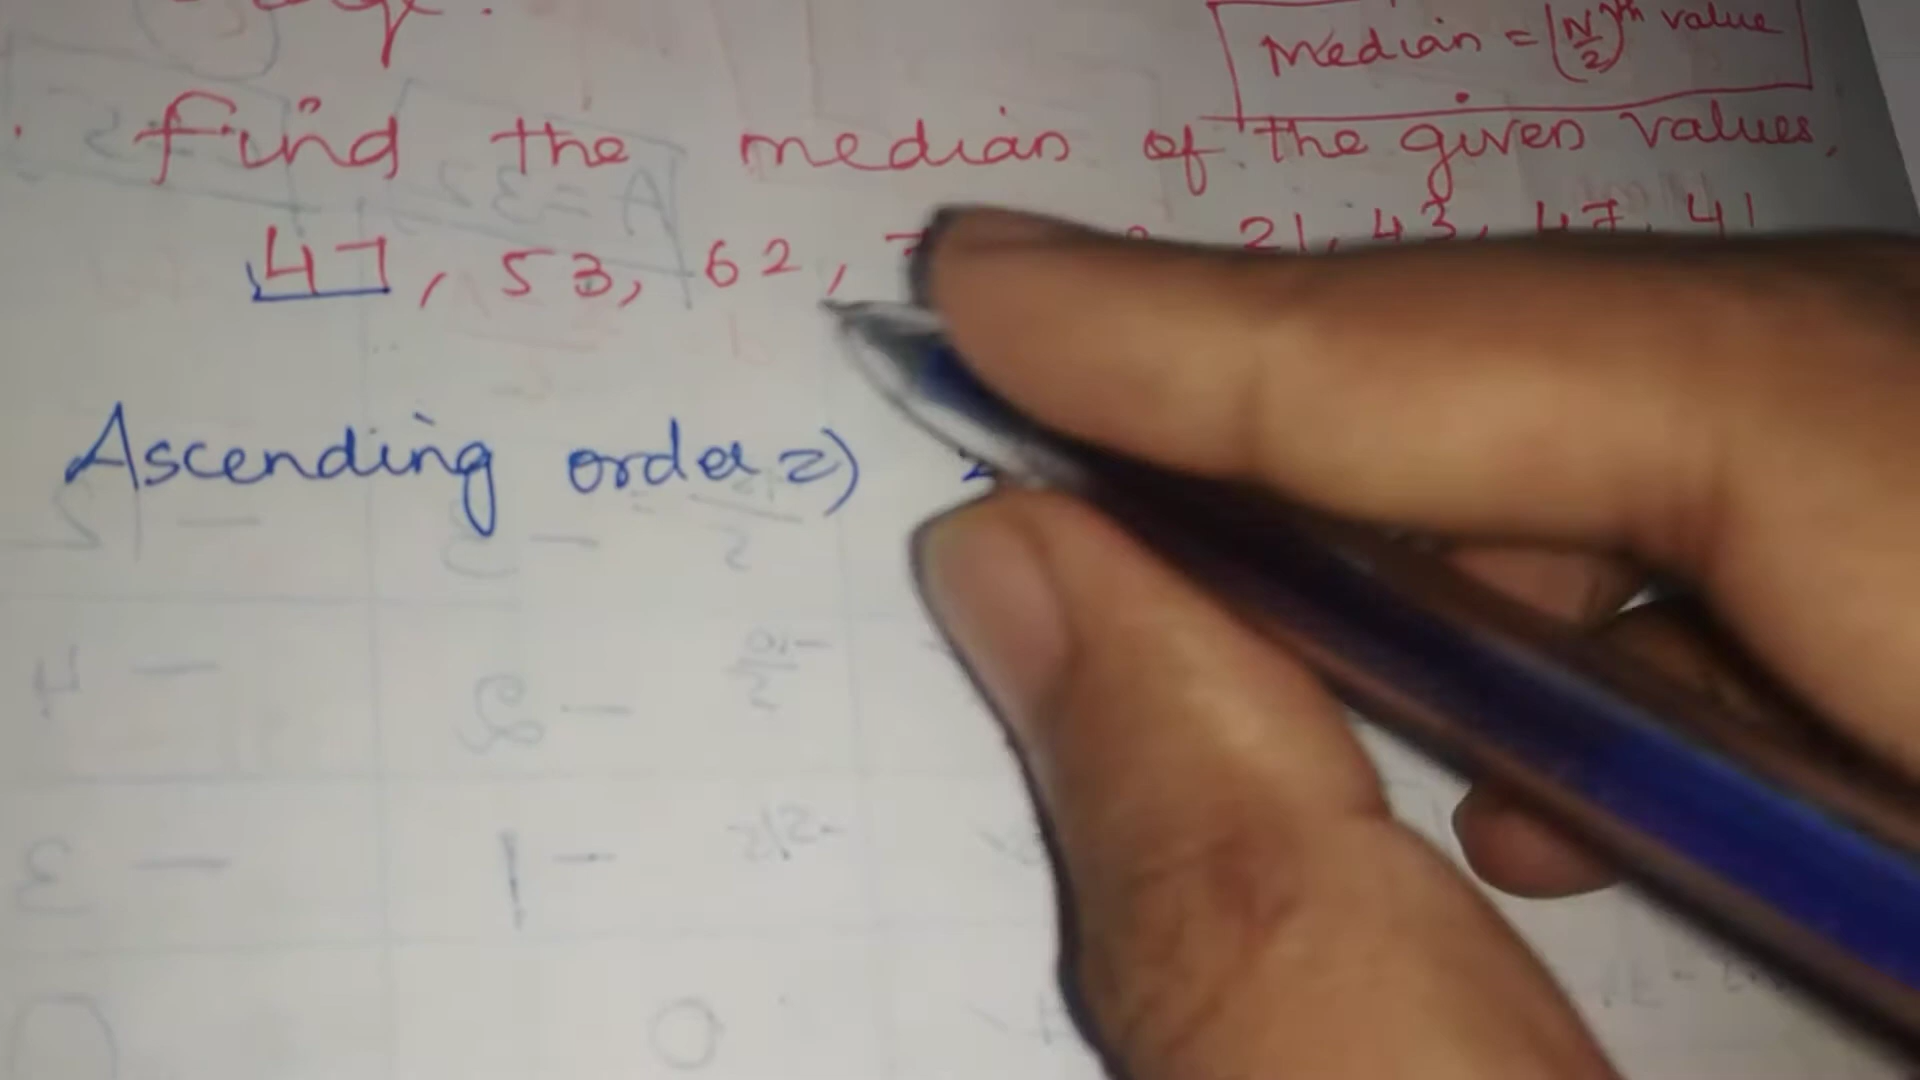 Median = (N/2)th value
Find the median of the given values.
47, 53, 62, 21, 43, 47, 41
Ascending order =)